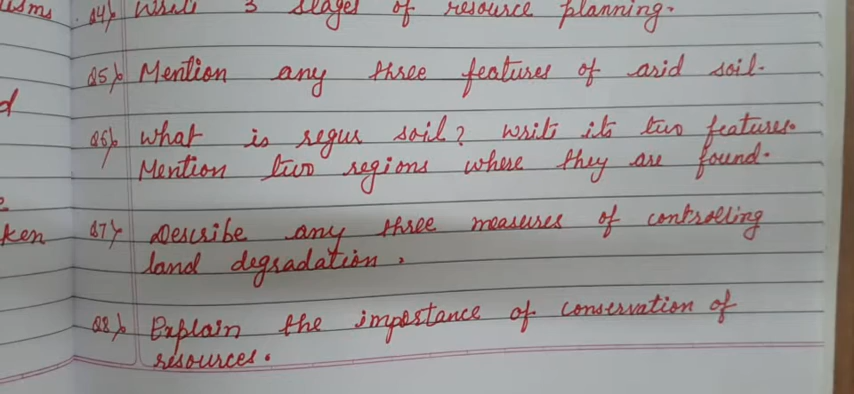 isms
Q4) Write 3 stages of resource planning.
Q5) Mention any three features of arid soil.
d
Q6) What is regur soil? Write its two features.
Mention two regions where they are found.
ken
Q7) Describe any three measures of controlling
land degradation.
Q8) Explain the importance of conservation of
resources.